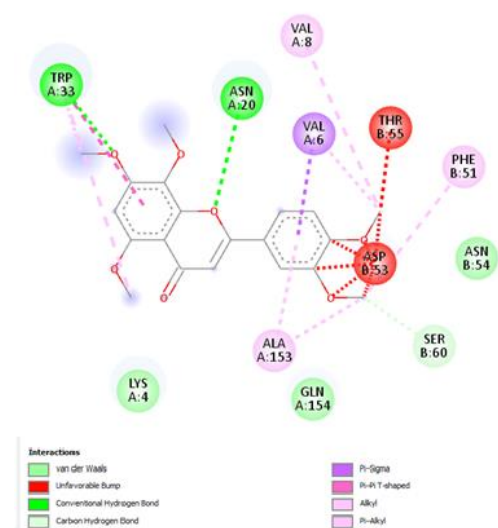 VAL
A:8
TRP
A:33
ASN
A:20
THR
B:55
VAL
A:6
PHE
B:51
O
O
O
O
ASN
B:54
ASP
B:53
O
O
O
SER
B:60
ALA
A:153
LYS
A:4
GLN
A:154
Interactions
van der Waals
Unfavorable Bump
Conventional Hydrogen Bond
Carbon Hydrogen Bond
Pi-Sigma
Pi-Pi T-shaped
Alkyl
Pi-Alkyl